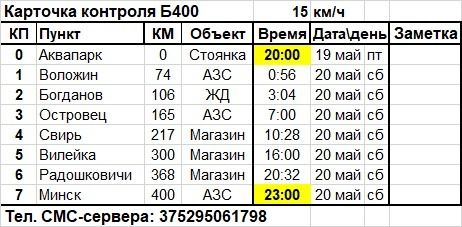 Карточка контроля Б400 15 км/ч
КП Пункт КМ Объект Время Дата\день Заметка
0 Аквапарк 0 Стоянка 20:00 19 май пт
1 Воложин 74 АЗС 0:56 20 май сб
2 Богданов 106 ЖД 3:04 20 май сб
3 Островец 165 АЗС 7:00 20 май сб
4 Свирь 217 Магазин 10:28 20 май сб
5 Вилейка 300 Магазин 16:00 20 май сб
6 Радошковичи 368 Магазин 20:32 20 май сб
7 Минск 400 АЗС 23:00 20 май сб
Тел. СМС-сервера: 375295061798